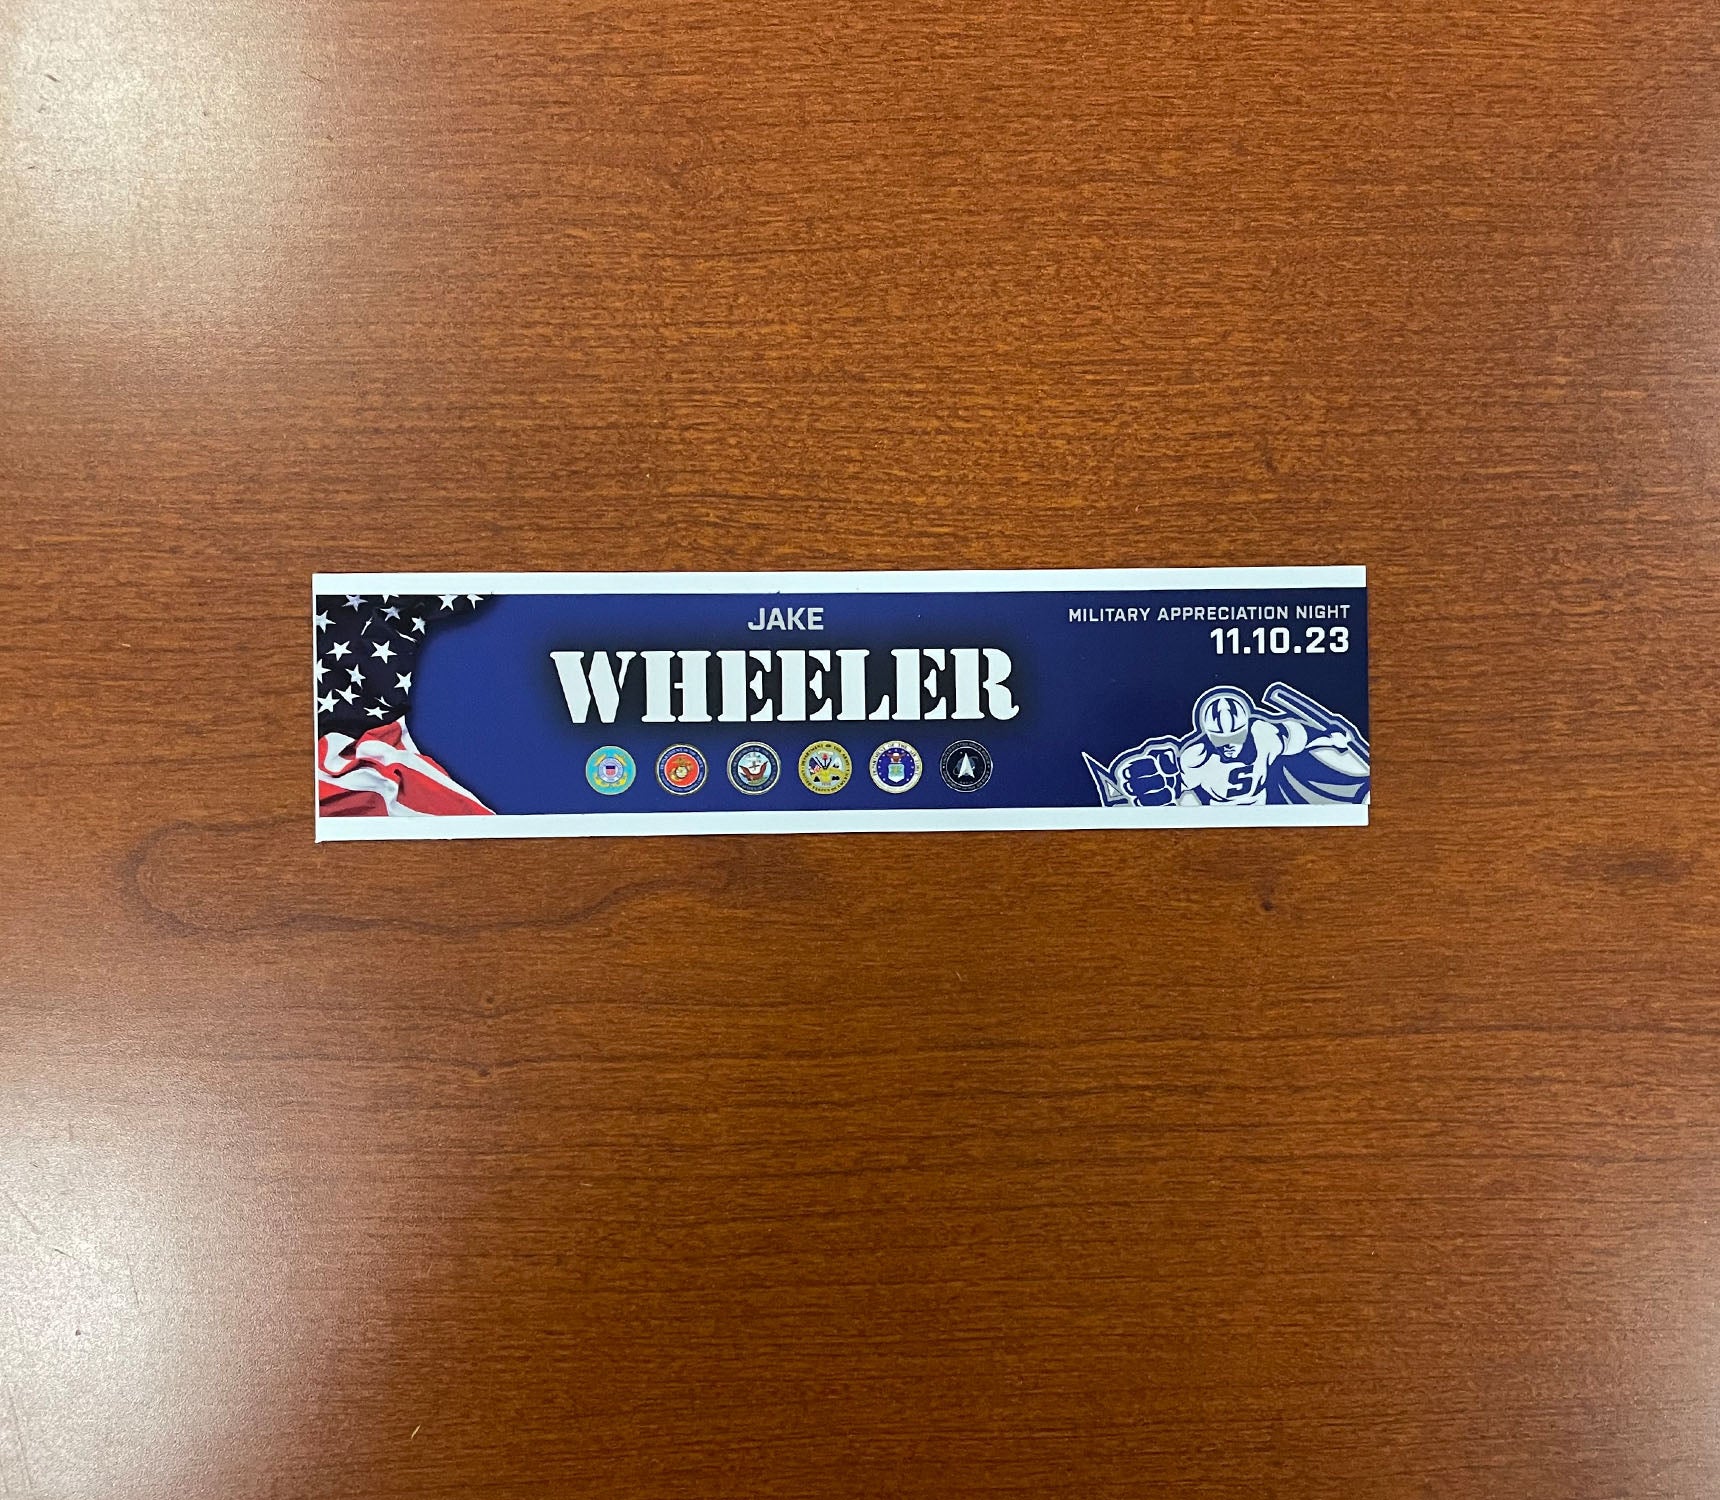 JAKE
WHEELER
MILITARY APPRECIATION NIGHT
11.10.23
S